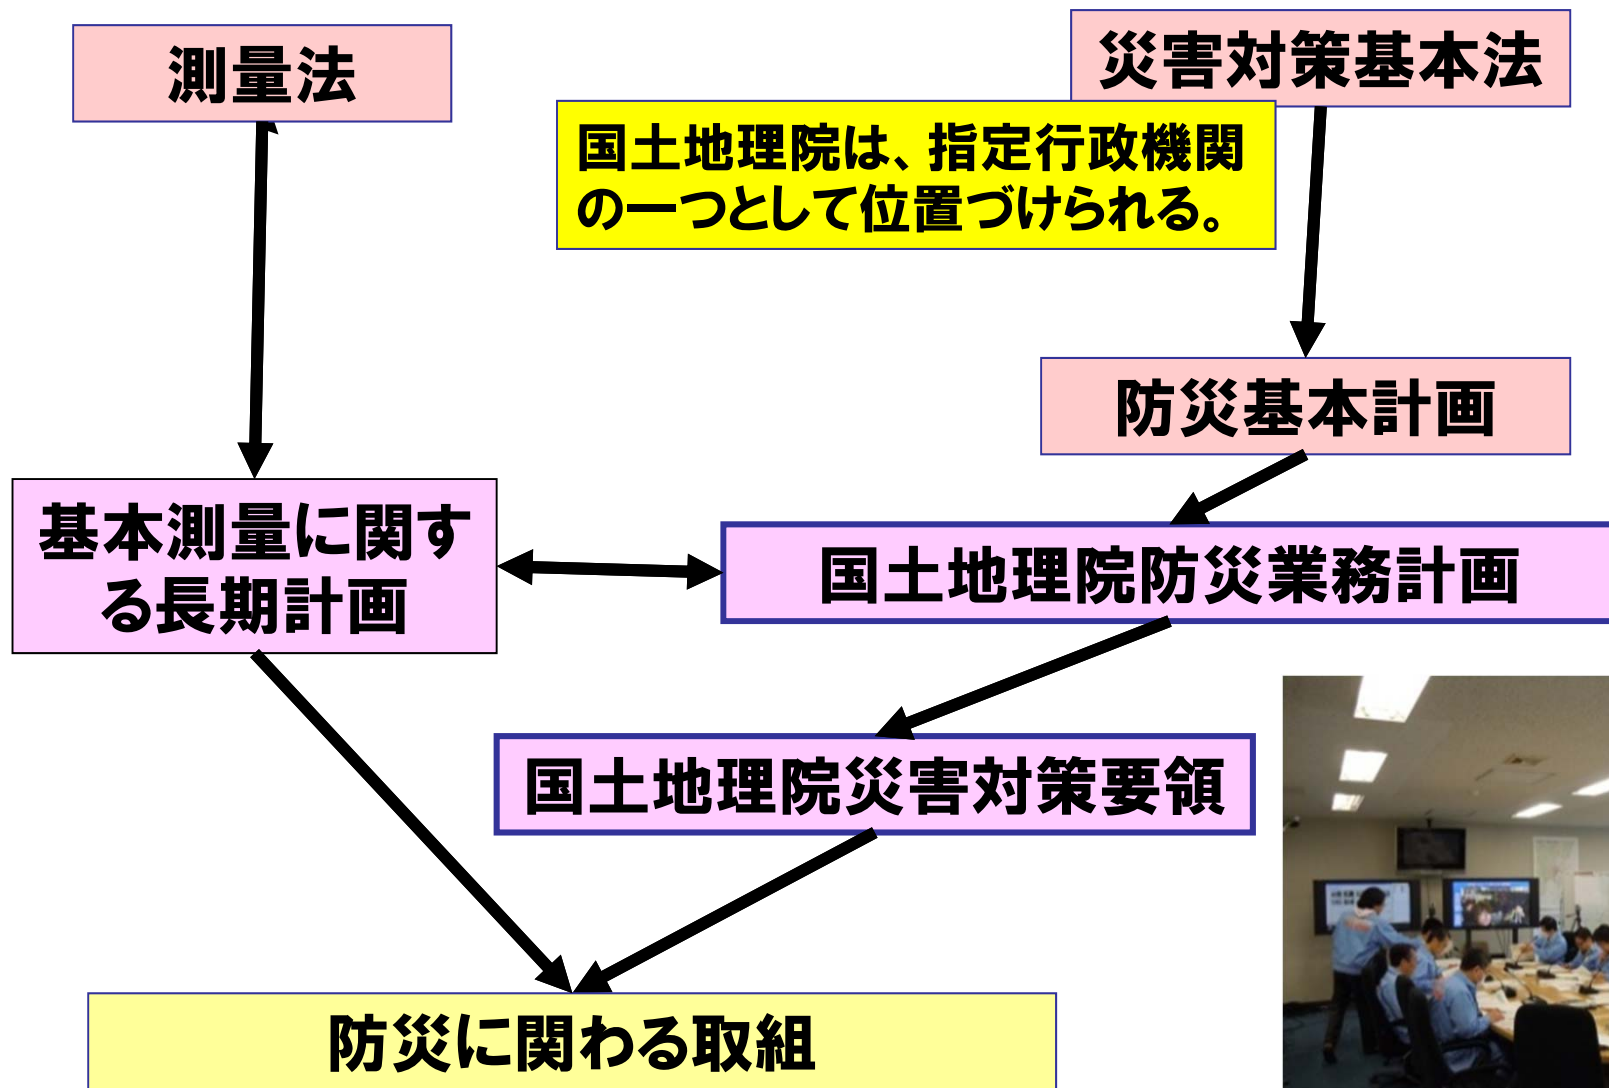 測量法
災害対策基本法
国土地理院は、指定行政機関
の一つとして位置づけられる。
防災基本計画
基本測量に関す
る長期計画
国土地理院防災業務計画
国土地理院災害対策要領
防災に関わる取組